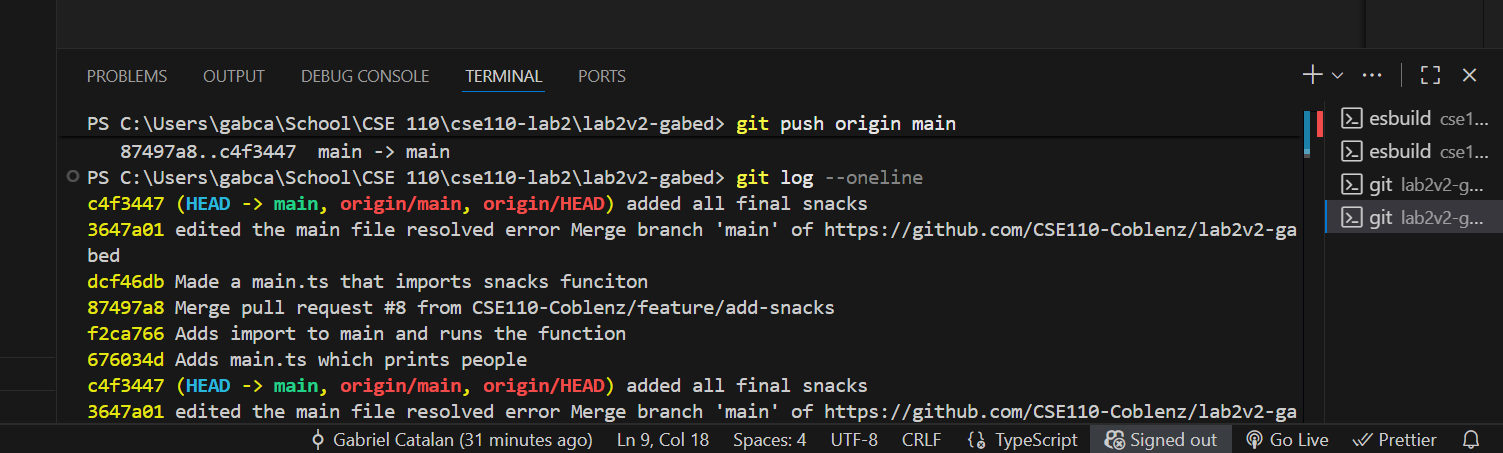 PROBLEMS OUTPUT DEBUG CONSOLE TERMINAL PORTS
PS C:\Users\gabca\School\CSE 110\cse110-lab2\lab2v2-gabed> git push origin main
87497a8..c4f3447  main -> main
PS C:\Users\gabca\School\CSE 110\cse110-lab2\lab2v2-gabed> git log --oneline
c4f3447 (HEAD -> main, origin/main, origin/HEAD) added all final snacks
3647a01 edited the main file resolved error Merge branch 'main' of https://github.com/CSE110-Coblenz/lab2v2-ga
bed
dcf46db Made a main.ts that imports snacks funciton
87497a8 Merge pull request #8 from CSE110-Coblenz/feature/add-snacks
f2ca766 Adds import to main and runs the function
676034d Adds main.ts which prints people
c4f3447 (HEAD -> main, origin/main, origin/HEAD) added all final snacks
3647a01 edited the main file resolved error Merge branch 'main' of https://github.com/CSE110-Coblenz/lab2v2-ga
esbuild cse1...
esbuild cse1...
git lab2v2-g...
git lab2v2-g...
Gabriel Catalan (31 minutes ago) Ln 9, Col 18 Spaces: 4 UTF-8 CRLF TypeScript Signed out Go Live Prettier